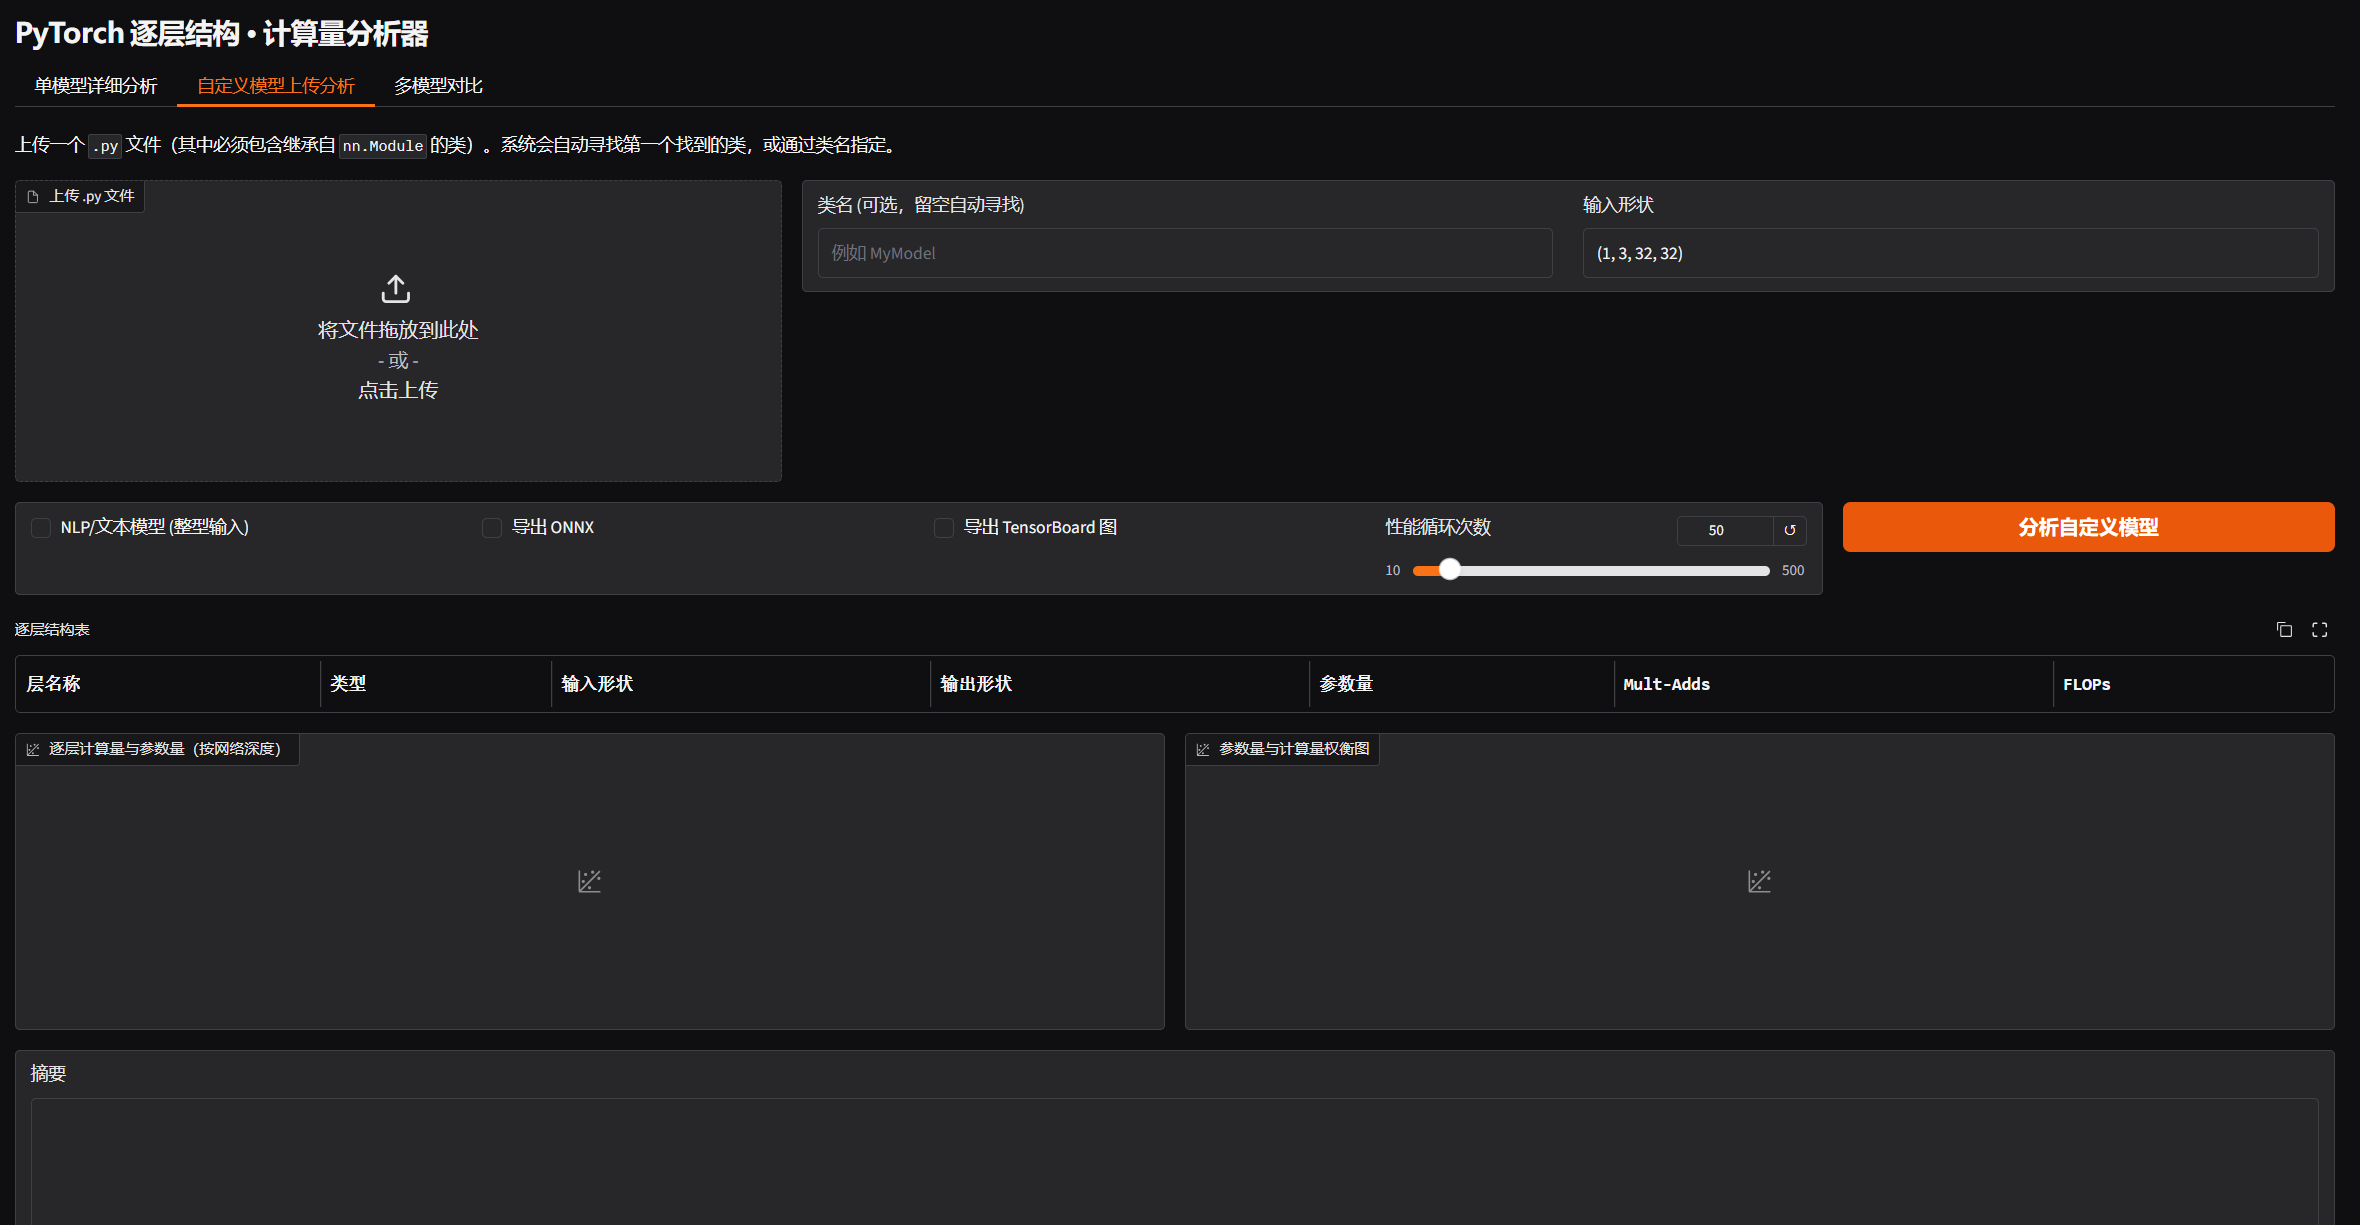 PyTorch 逐层结构 • 计算量分析器
单模型详细分析 自定义模型上传分析 多模型对比
上传一个 .py 文件（其中必须包含继承自 nn.Module 的类）。系统会自动寻找第一个找到的类，或通过类名指定。
上传 .py 文件
将文件拖放到此处
- 或 -
点击上传
类名 (可选，留空自动寻找)
例如 MyModel
输入形状
(1, 3, 32, 32)
NLP/文本模型 (整型输入)
导出 ONNX
导出 TensorBoard 图
性能循环次数
50
10
500
分析自定义模型
逐层结构表
层名称 类型 输入形状 输出形状 参数量 Mult-Adds FLOPs
逐层计算量与参数量（按网络深度）
参数量与计算量权衡图
摘要